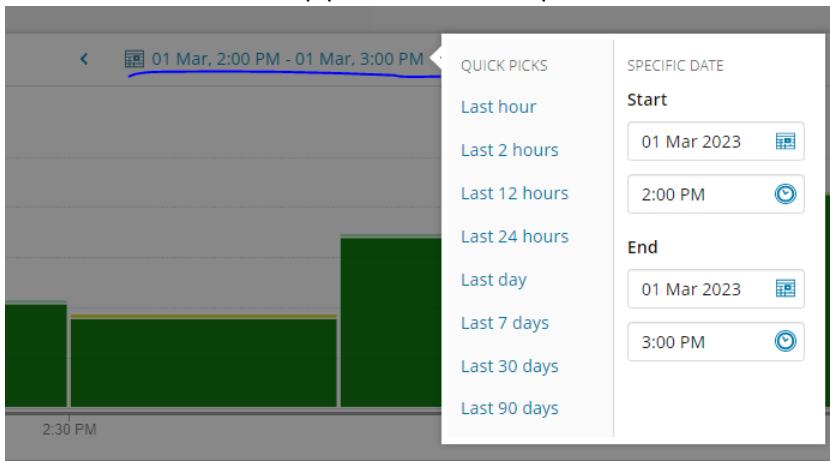 01 Mar, 2:00 PM - 01 Mar, 3:00 PM
QUICK PICKS
Last hour
Last 2 hours
Last 12 hours
Last 24 hours
Last day
Last 7 days
Last 30 days
Last 90 days
SPECIFIC DATE
Start
01 Mar 2023
2:00 PM
End
01 Mar 2023
3:00 PM
2:30 PM